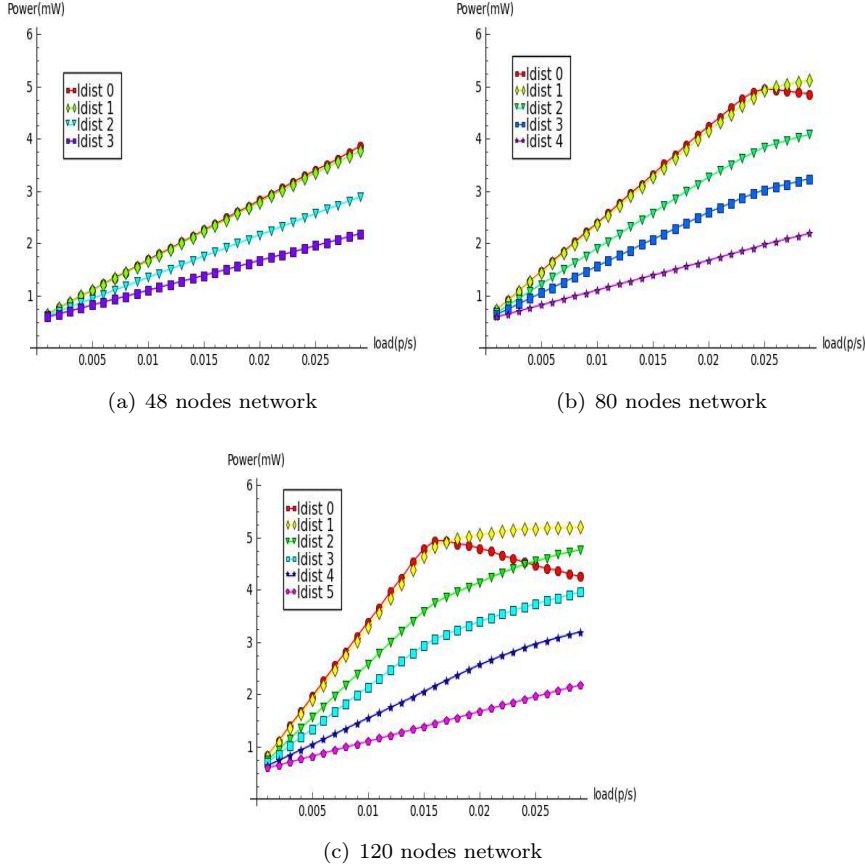 Power(mW)
6
5
4
3
2
1
ldist 0
ldist 1
ldist 2
ldist 3
0.005
0.01
0.015
0.02
0.025
load(p/s)
(a) 48 nodes network
Power(mW)
6
5
4
3
2
1
ldist 0
ldist 1
ldist 2
ldist 3
ldist 4
0.005
0.01
0.015
0.02
0.025
load(p/s)
(b) 80 nodes network
Power(mW)
6
5
4
3
2
1
ldist 0
ldist 1
ldist 2
ldist 3
ldist 4
ldist 5
0.005
0.01
0.015
0.02
0.025
load(p/s)
(c) 120 nodes network